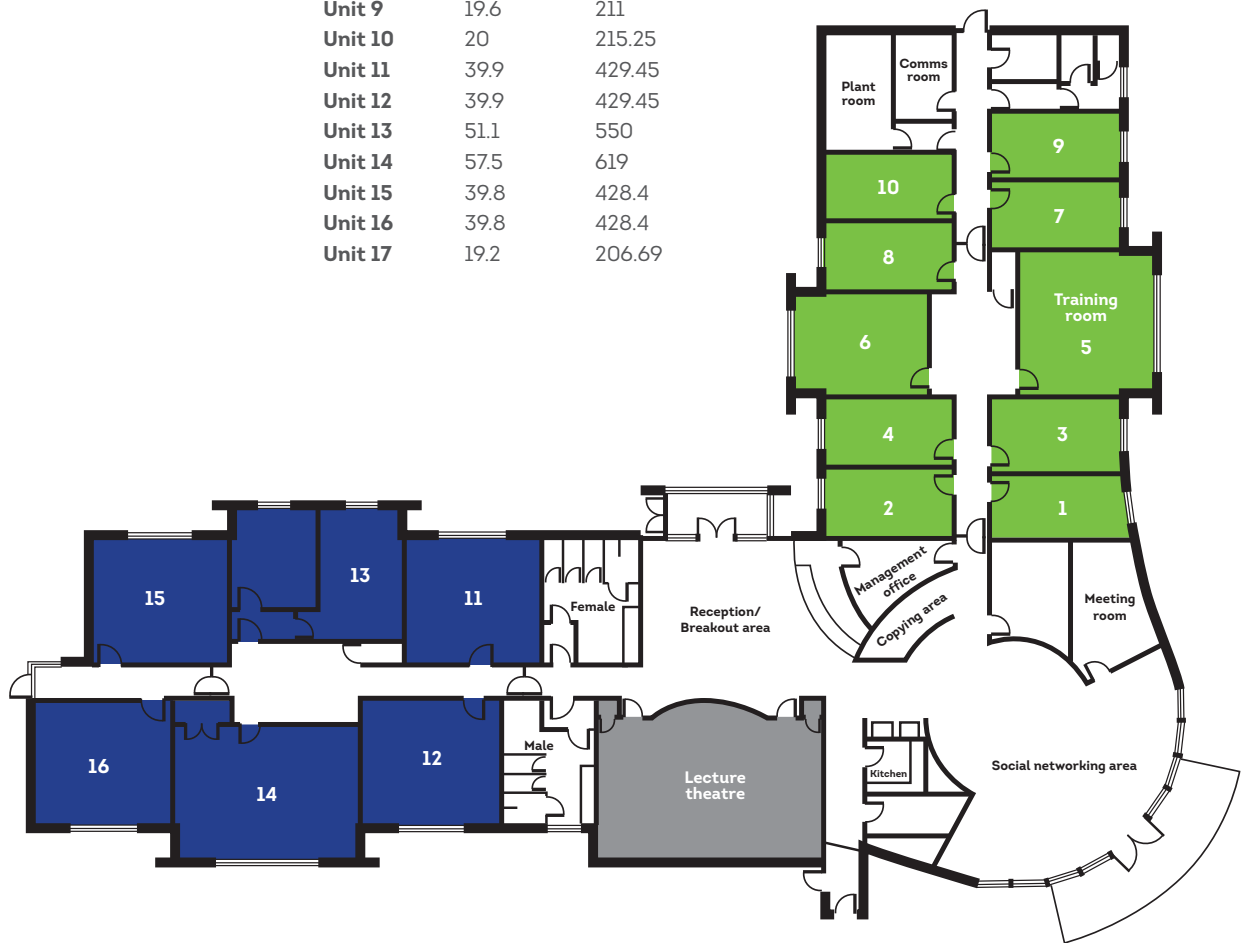 Unit 9 19.6 211
Unit 10 20 215.25
Unit 11 39.9 429.45
Unit 12 39.9 429.45
Unit 13 51.1 550
Unit 14 57.5 619
Unit 15 39.8 428.4
Unit 16 39.8 428.4
Unit 17 19.2 206.69
Comms
room
Plant
room
9
10
7
8
Training
room
5
6
4
3
2
1
Management
office
Copying area
Meeting
room
Reception/
Breakout area
Female
13
15
11
Male
12
16
14
Lecture
theatre
Kitchen
Social networking area